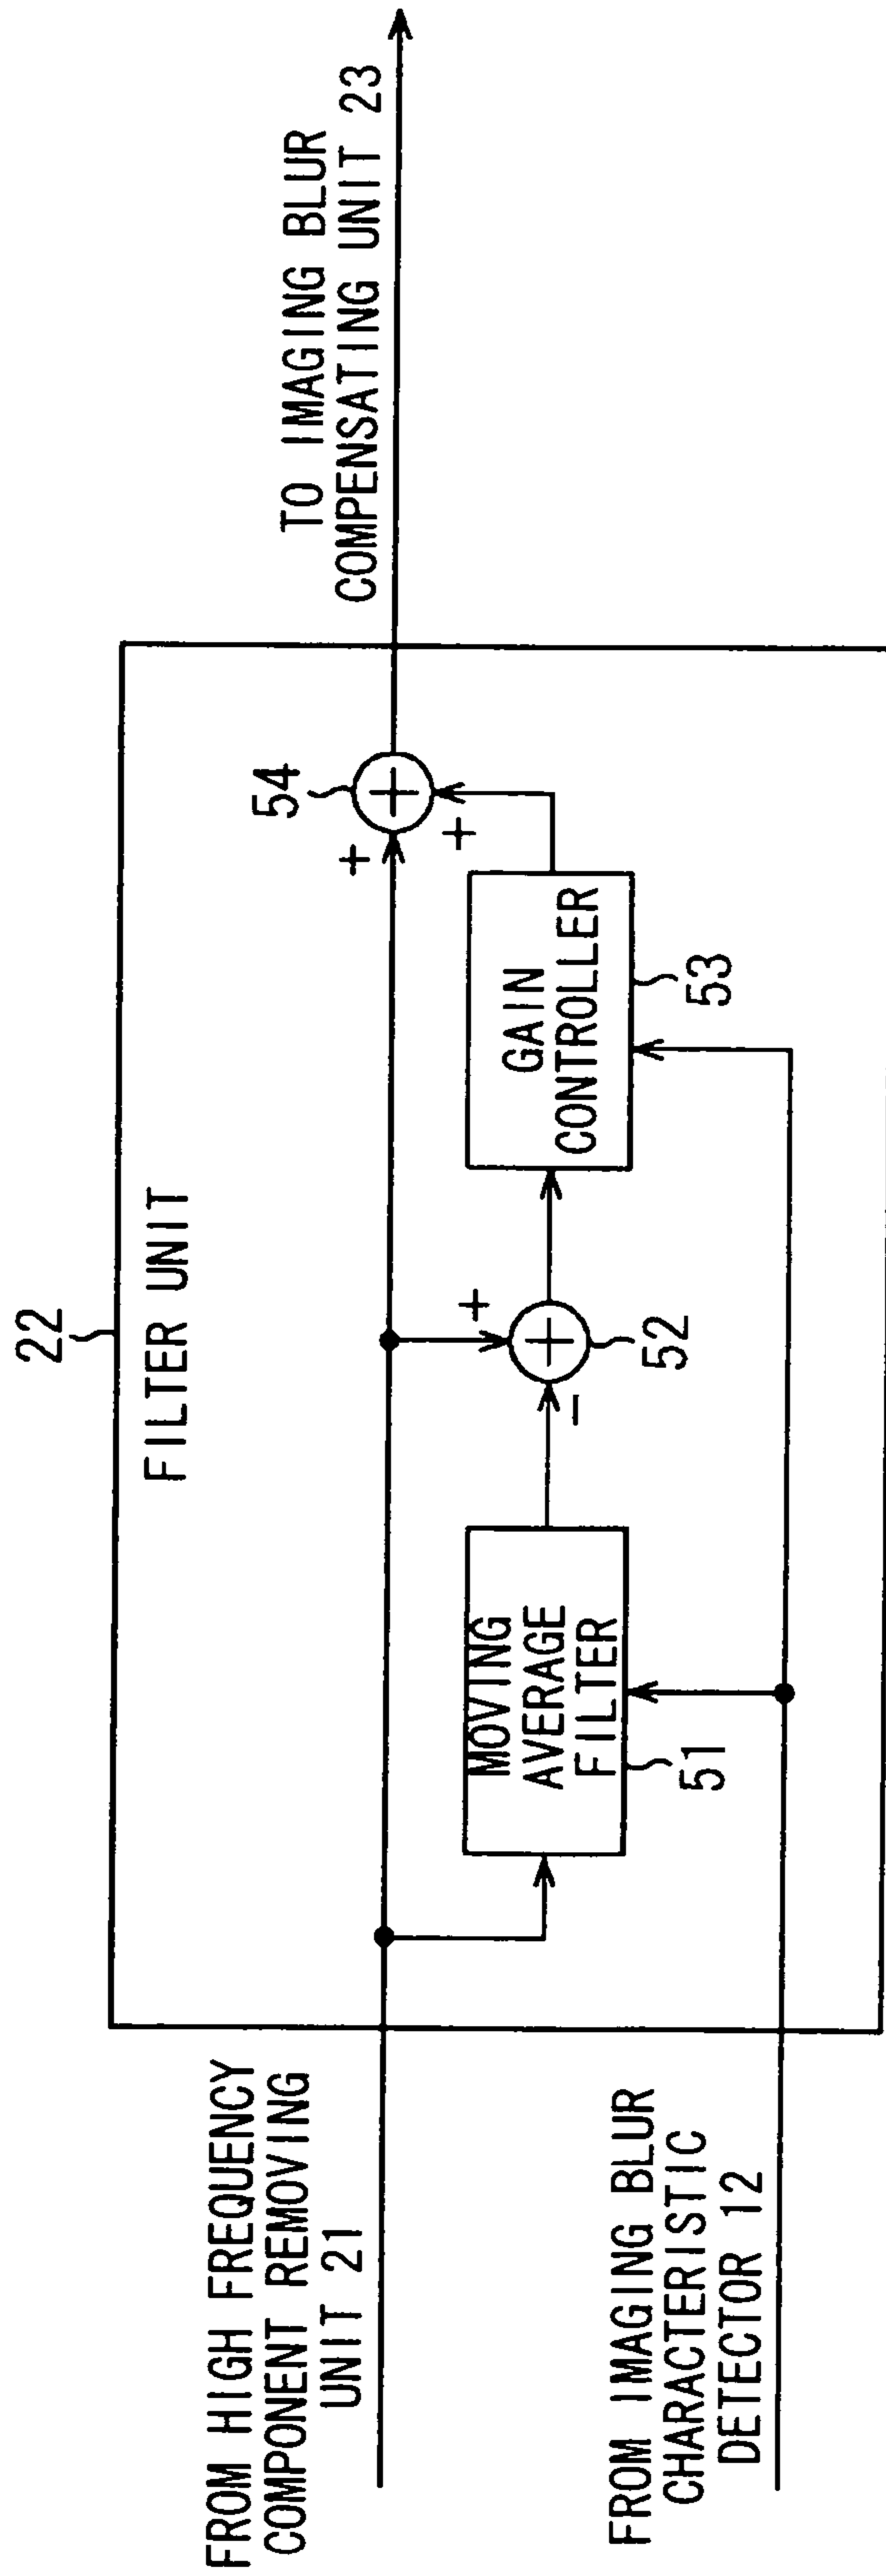 22
FILTER UNIT
FROM HIGH FREQUENCY
COMPONENT REMOVING
UNIT 21
FROM IMAGING BLUR
CHARACTERISTIC
DETECTOR 12
MOVING
AVERAGE
FILTER
51
−
+
52
GAIN
CONTROLLER
53
+
+
54
TO IMAGING BLUR
COMPENSATING UNIT 23